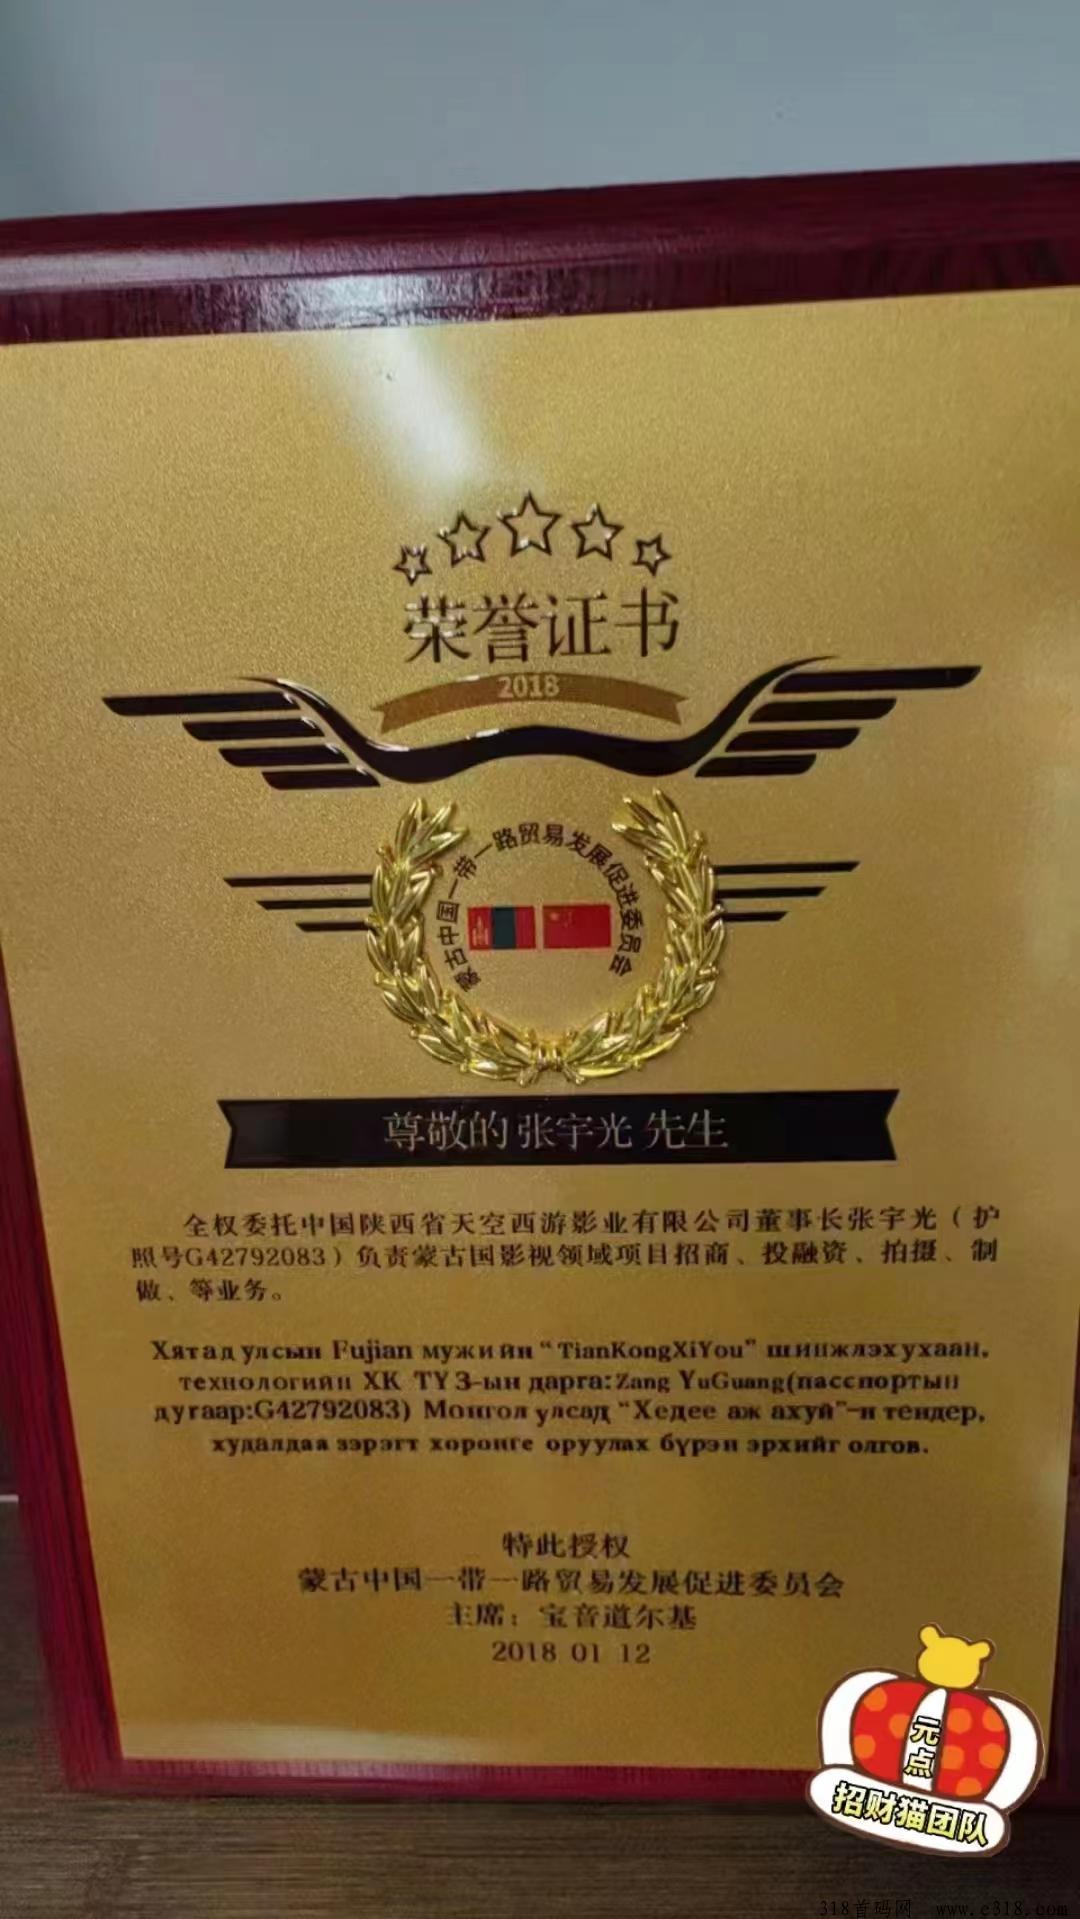 荣誉证书
2018
蒙古中国一带一路贸易发展促进委员会
尊敬的 张宇光 先生
全权委托中国陕西省天空西游影业有限公司董事长张宇光（护
照号G42792083）负责蒙古国影视领域项目招商、投融资、拍摄、制
做、等业务。
Хятад улсын Fujian мужийн “TianKongXiYou” шинжлэх ухаан,
технологийн ХК ТҮЗ-ын дарга: Zang YuGuang(пасспортын
дугаар:G42792083) Монгол улсад “Хөдөө аж ахуй”-н тендер,
худалдаа зэрэгт хөрөнгө оруулах бүрэн эрхийг олгов.
特此授权
蒙古中国一带一路贸易发展促进委员会
主席：宝音道尔基
2018 01 12
元点
招财猫团队
318首码网 www.e318.com